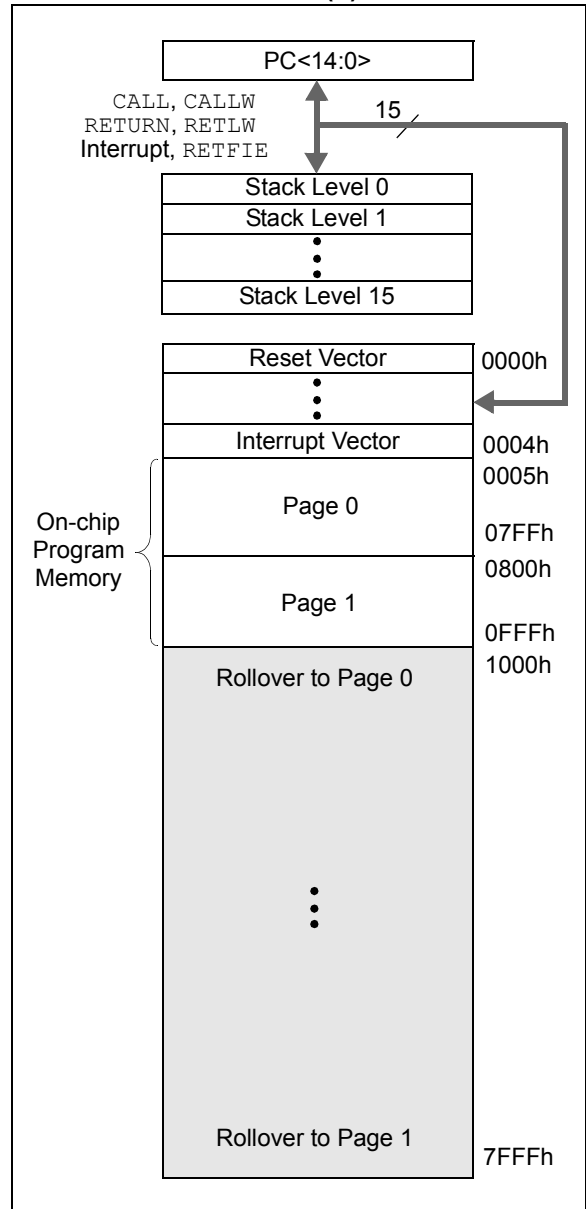 PC<14:0>
CALL, CALLW
RETURN, RETLW
Interrupt, RETFIE
15
Stack Level 0
Stack Level 1
Stack Level 15
Reset Vector
0000h
Interrupt Vector
0004h
0005h
On-chip
Program
Memory
Page 0
07FFh
0800h
Page 1
0FFFh
1000h
Rollover to Page 0
Rollover to Page 1
7FFFh